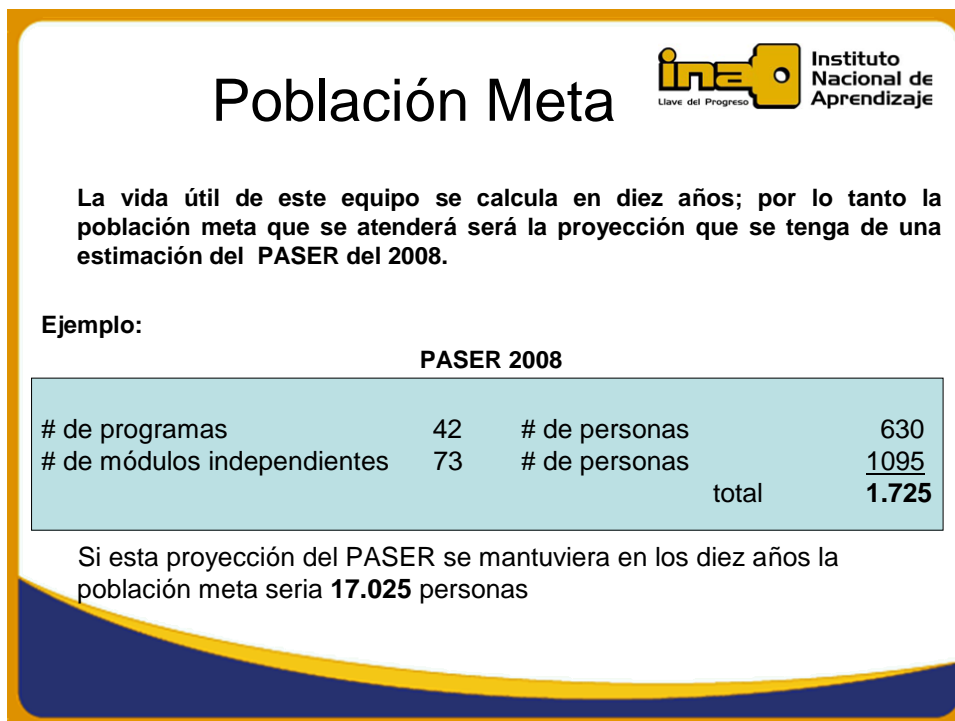 Población Meta
ina
Llave del Progreso
Instituto
Nacional de
Aprendizaje
La vida útil de este equipo se calcula en diez años; por lo tanto la
población meta que se atenderá será la proyección que se tenga de una
estimación del PASER del 2008.
Ejemplo:
PASER 2008
# de programas 42 # de personas 630
# de módulos independientes 73 # de personas 1095
total 1.725
Si esta proyección del PASER se mantuviera en los diez años la
población meta seria 17.025 personas